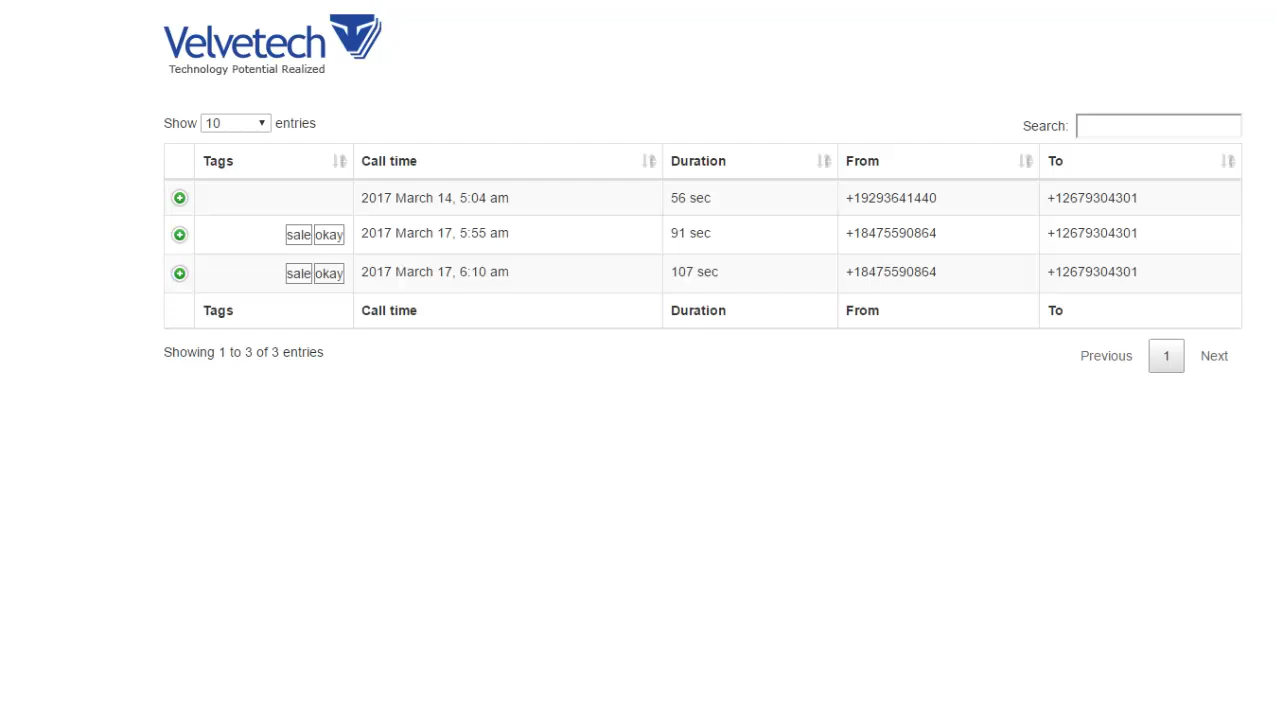 Velvetech
Technology Potential Realized
Show 10 entries
Search:
Tags Call time Duration From To
2017 March 14, 5:04 am 56 sec +19293641440 +12679304301
sale okay 2017 March 17, 5:55 am 91 sec +18475590864 +12679304301
sale okay 2017 March 17, 6:10 am 107 sec +18475590864 +12679304301
Tags Call time Duration From To
Showing 1 to 3 of 3 entries
Previous 1 Next